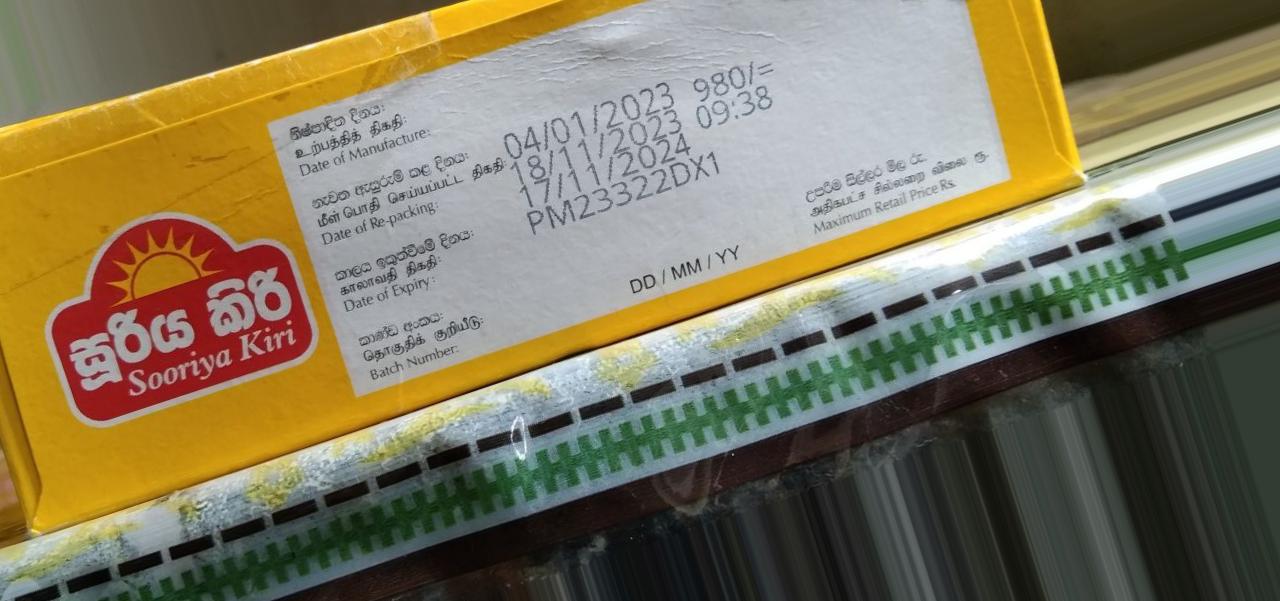 සූරිය කිරි
Sooriya Kiri
නිෂ්පාදිත දිනය:
உற்பத்தித் திகதி:
Date of Manufacture:
04/01/2023 980/=
නැවත ඇසුරුම් කළ දිනය:
மீள் பொதி செய்யப்பட்ட திகதி:
Date of Re-packing:
18/11/2023 09:38
17/11/2024
PM23322DX1
කාලය ඉකුත්වීමේ දිනය:
காலாவதி திகதி:
Date of Expiry:
කාණ්ඩ අංකය:
தொகுதிக் குறியீடு:
Batch Number:
DD / MM / YY
උපරිම සිල්ලර මිල රු.
அதிகபட்ச சில்லறை விலை ரூ.
Maximum Retail Price Rs.